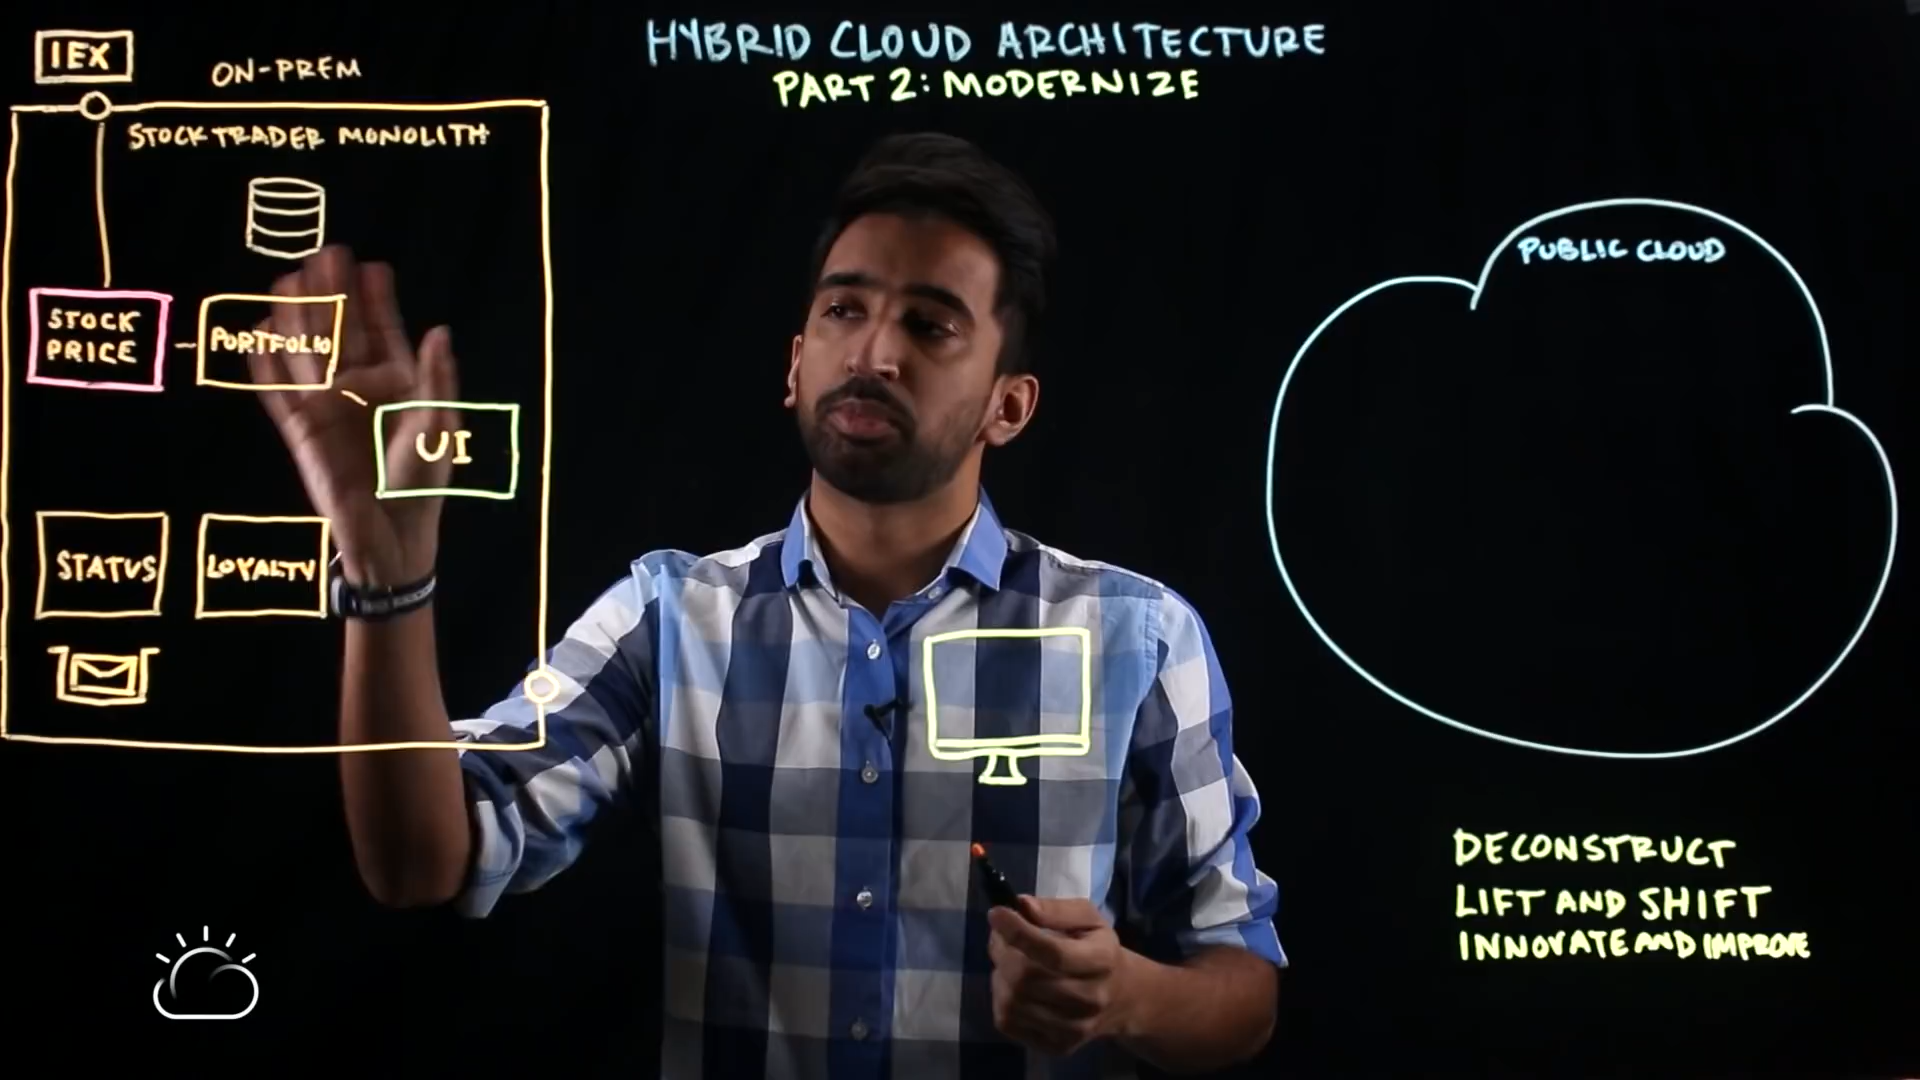 HYBRID CLOUD ARCHITECTURE
PART 2: MODERNIZE
IEX
ON-PREM
STOCK TRADER MONOLITH
STOCK
PRICE
PORTFOLIO
UI
STATUS
LOYALTY
PUBLIC CLOUD
DECONSTRUCT
LIFT AND SHIFT
INNOVATE AND IMPROVE